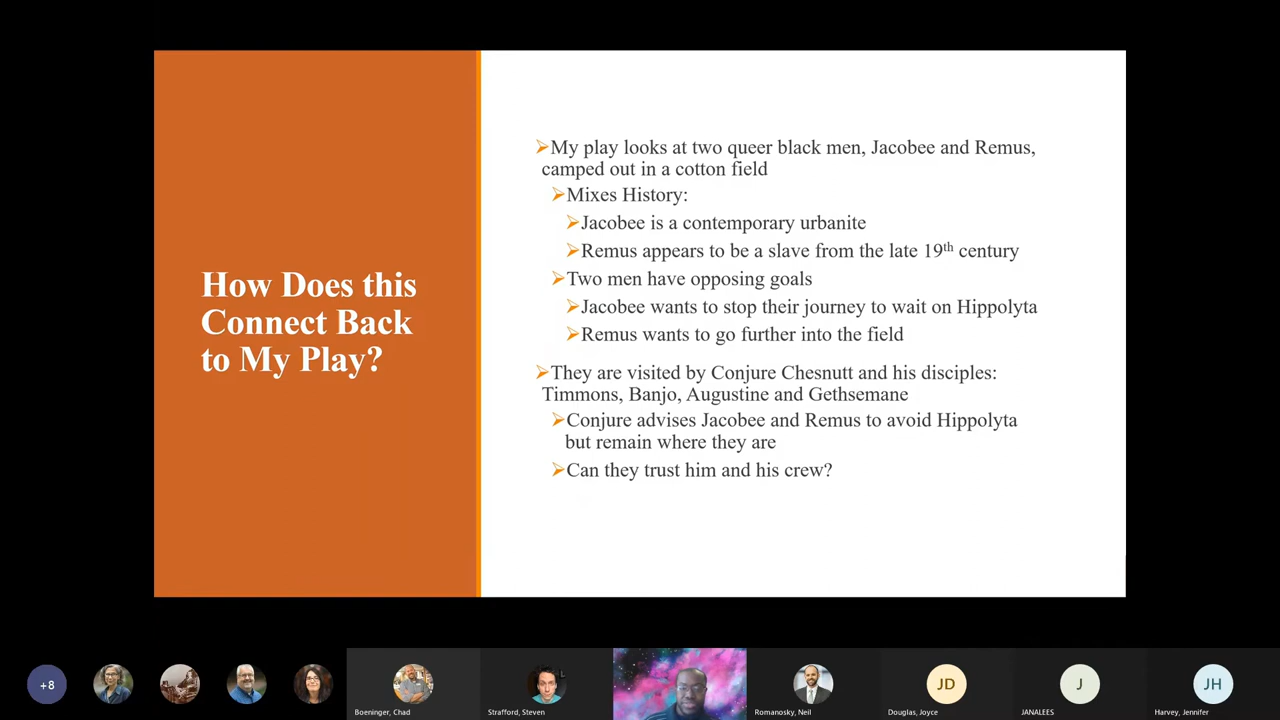 How Does this
Connect Back
to My Play?
➢My play looks at two queer black men, Jacobee and Remus,
camped out in a cotton field
➢Mixes History:
➢Jacobee is a contemporary urbanite
➢Remus appears to be a slave from the late 19th century
➢Two men have opposing goals
➢Jacobee wants to stop their journey to wait on Hippolyta
➢Remus wants to go further into the field
➢They are visited by Conjure Chesnutt and his disciples:
Timmons, Banjo, Augustine and Gethsemane
➢Conjure advises Jacobee and Remus to avoid Hippolyta
but remain where they are
➢Can they trust him and his crew?
+8
JD
J
JH
Boeninger, Chad
Strafford, Steven
Romanosky, Neil
Douglas, Joyce
JANALEES
Harvey, Jennifer